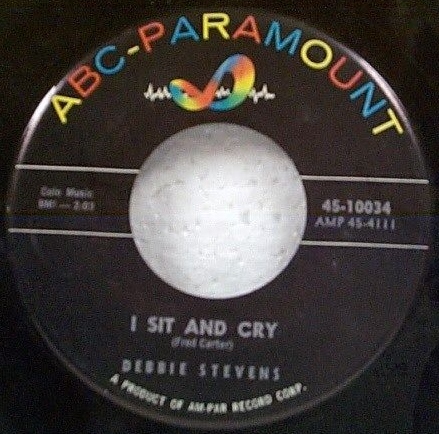 ABC-PARAMOUNT
Cole Music
BMI — 2:03
45-10034
AMP 45-4111
I SIT AND CRY
(Fred Carter)
DEBBIE STEVENS
A PRODUCT OF AM-PAR RECORD CORP.